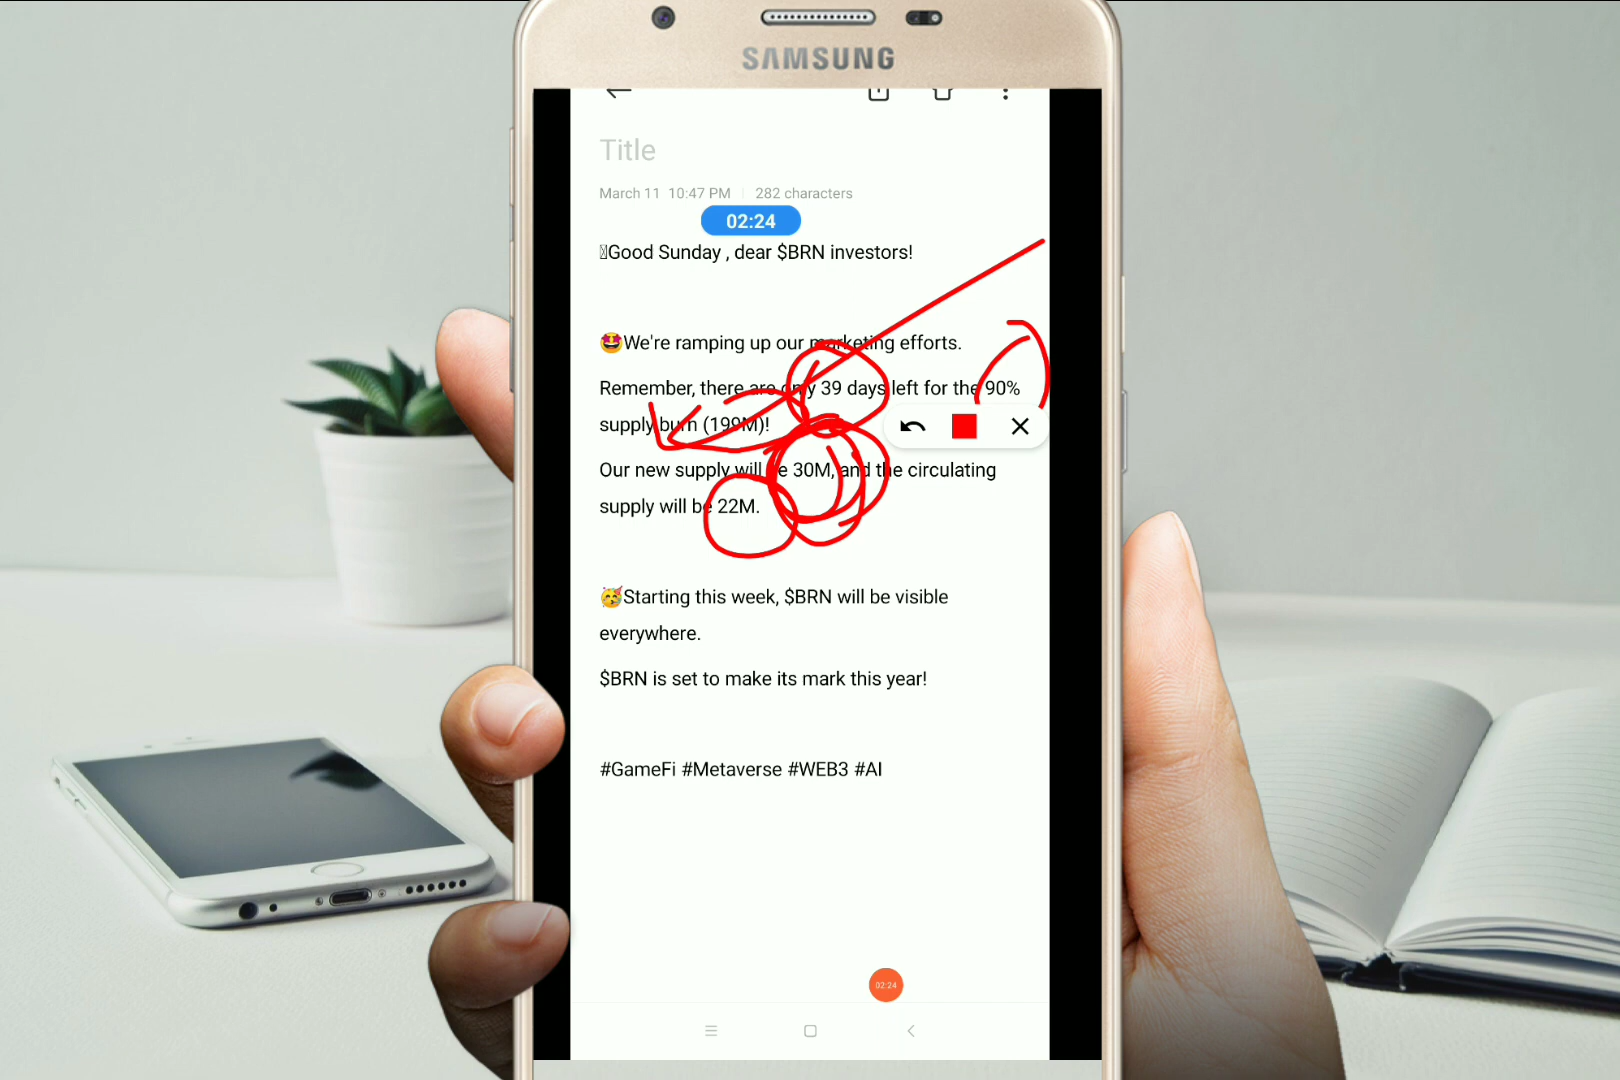 SAMSUNG
Title
March 11 10:47 PM | 282 characters
02:24
Good Sunday , dear $BRN investors!
🤩We're ramping up our marketing efforts.
Remember, there are only 39 days left for the 90%
supply burn (199M)!
Our new supply will be 30M, and the circulating
supply will be 22M.
🥳Starting this week, $BRN will be visible
everywhere.
$BRN is set to make its mark this year!
#GameFi #Metaverse #WEB3 #AI
02:24